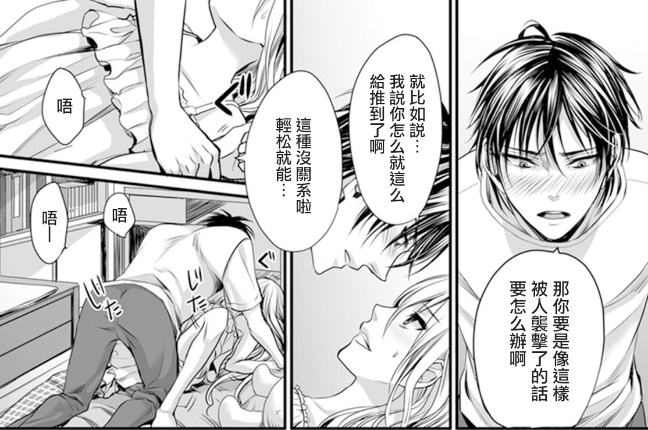 那你要是像這樣
被人襲擊了的話
要怎么辦啊
就比如說…
我說你怎么就這么
給推到了啊
這種沒關系啦
輕松就能…
唔
唔
唔ー
じた
じた